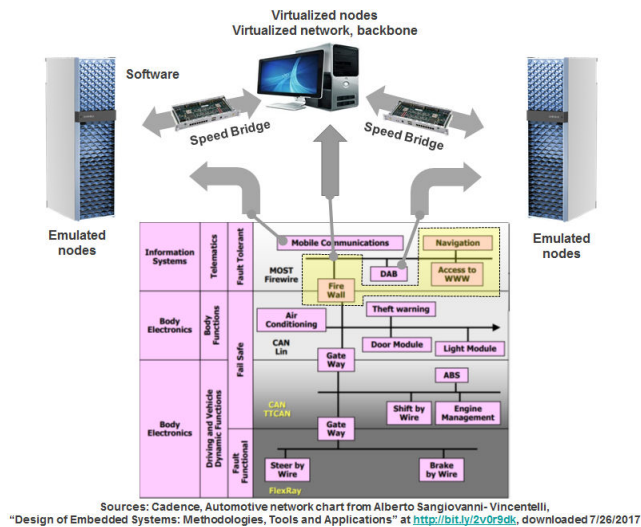 Virtualized nodes
Virtualized network, backbone
Software
Speed Bridge
Speed Bridge
Emulated
nodes
Emulated
nodes
Information
Systems
Telematics
Fault Tolerant
Mobile Communications
Navigation
MOST
Firewire
DAB
Access to
WWW
Fire
Wall
Body
Electronics
Body
Functions
Fail Safe
Air
Conditioning
Theft warning
CAN
Lin
Door Module
Light Module
Gate
Way
Body
Electronics
Driving and Vehicle
Dynamic Functions
ABS
CAN
TTCAN
Shift by
Wire
Engine
Management
Gate
Way
Fault
Functional
Steer by
Wire
Brake by
Wire
FlexRay
Sources: Cadence, Automotive network chart from Alberto Sangiovanni- Vincentelli,
“Design of Embedded Systems: Methodologies, Tools and Applications” at http://bit.ly/2v0r9dk, downloaded 7/26/2017